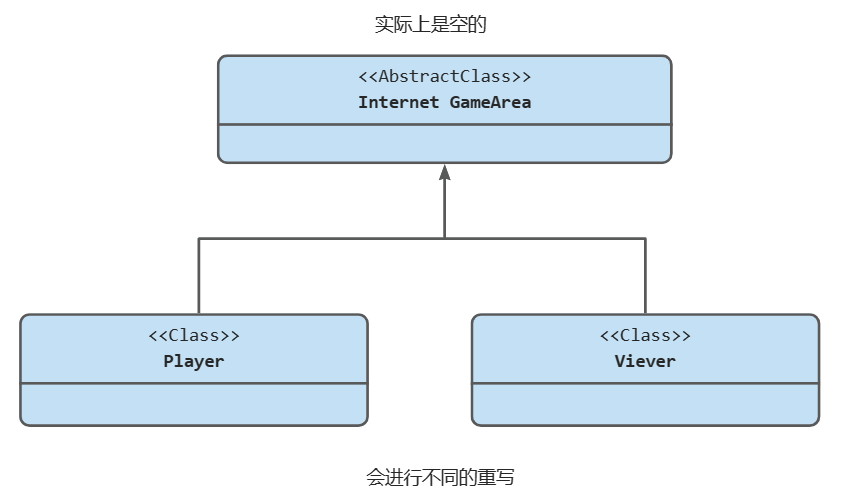 实际上是空的
<<AbstractClass>>
Internet GameArea
<<Class>>
Player
<<Class>>
Viever
会进行不同的重写